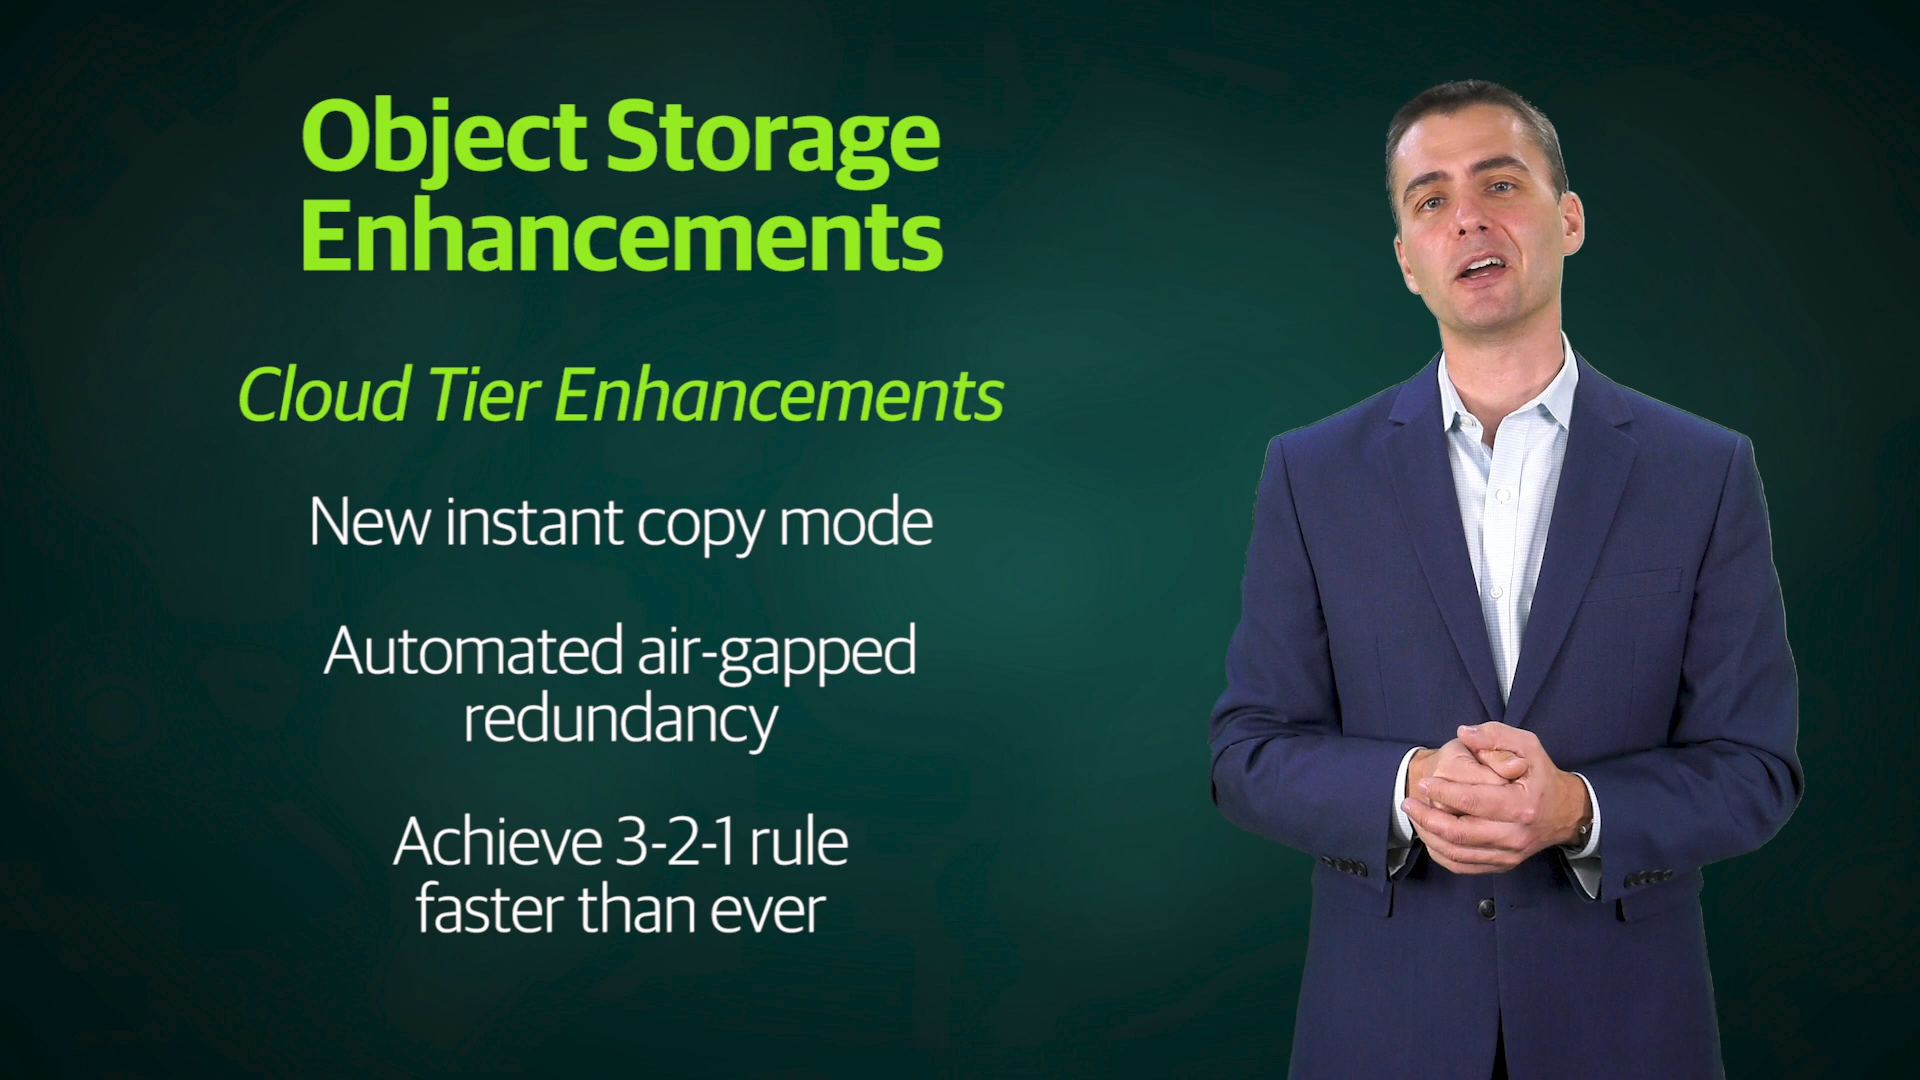 Object Storage
Enhancements
Cloud Tier Enhancements
New instant copy mode
Automated air-gapped
redundancy
Achieve 3-2-1 rule
faster than ever